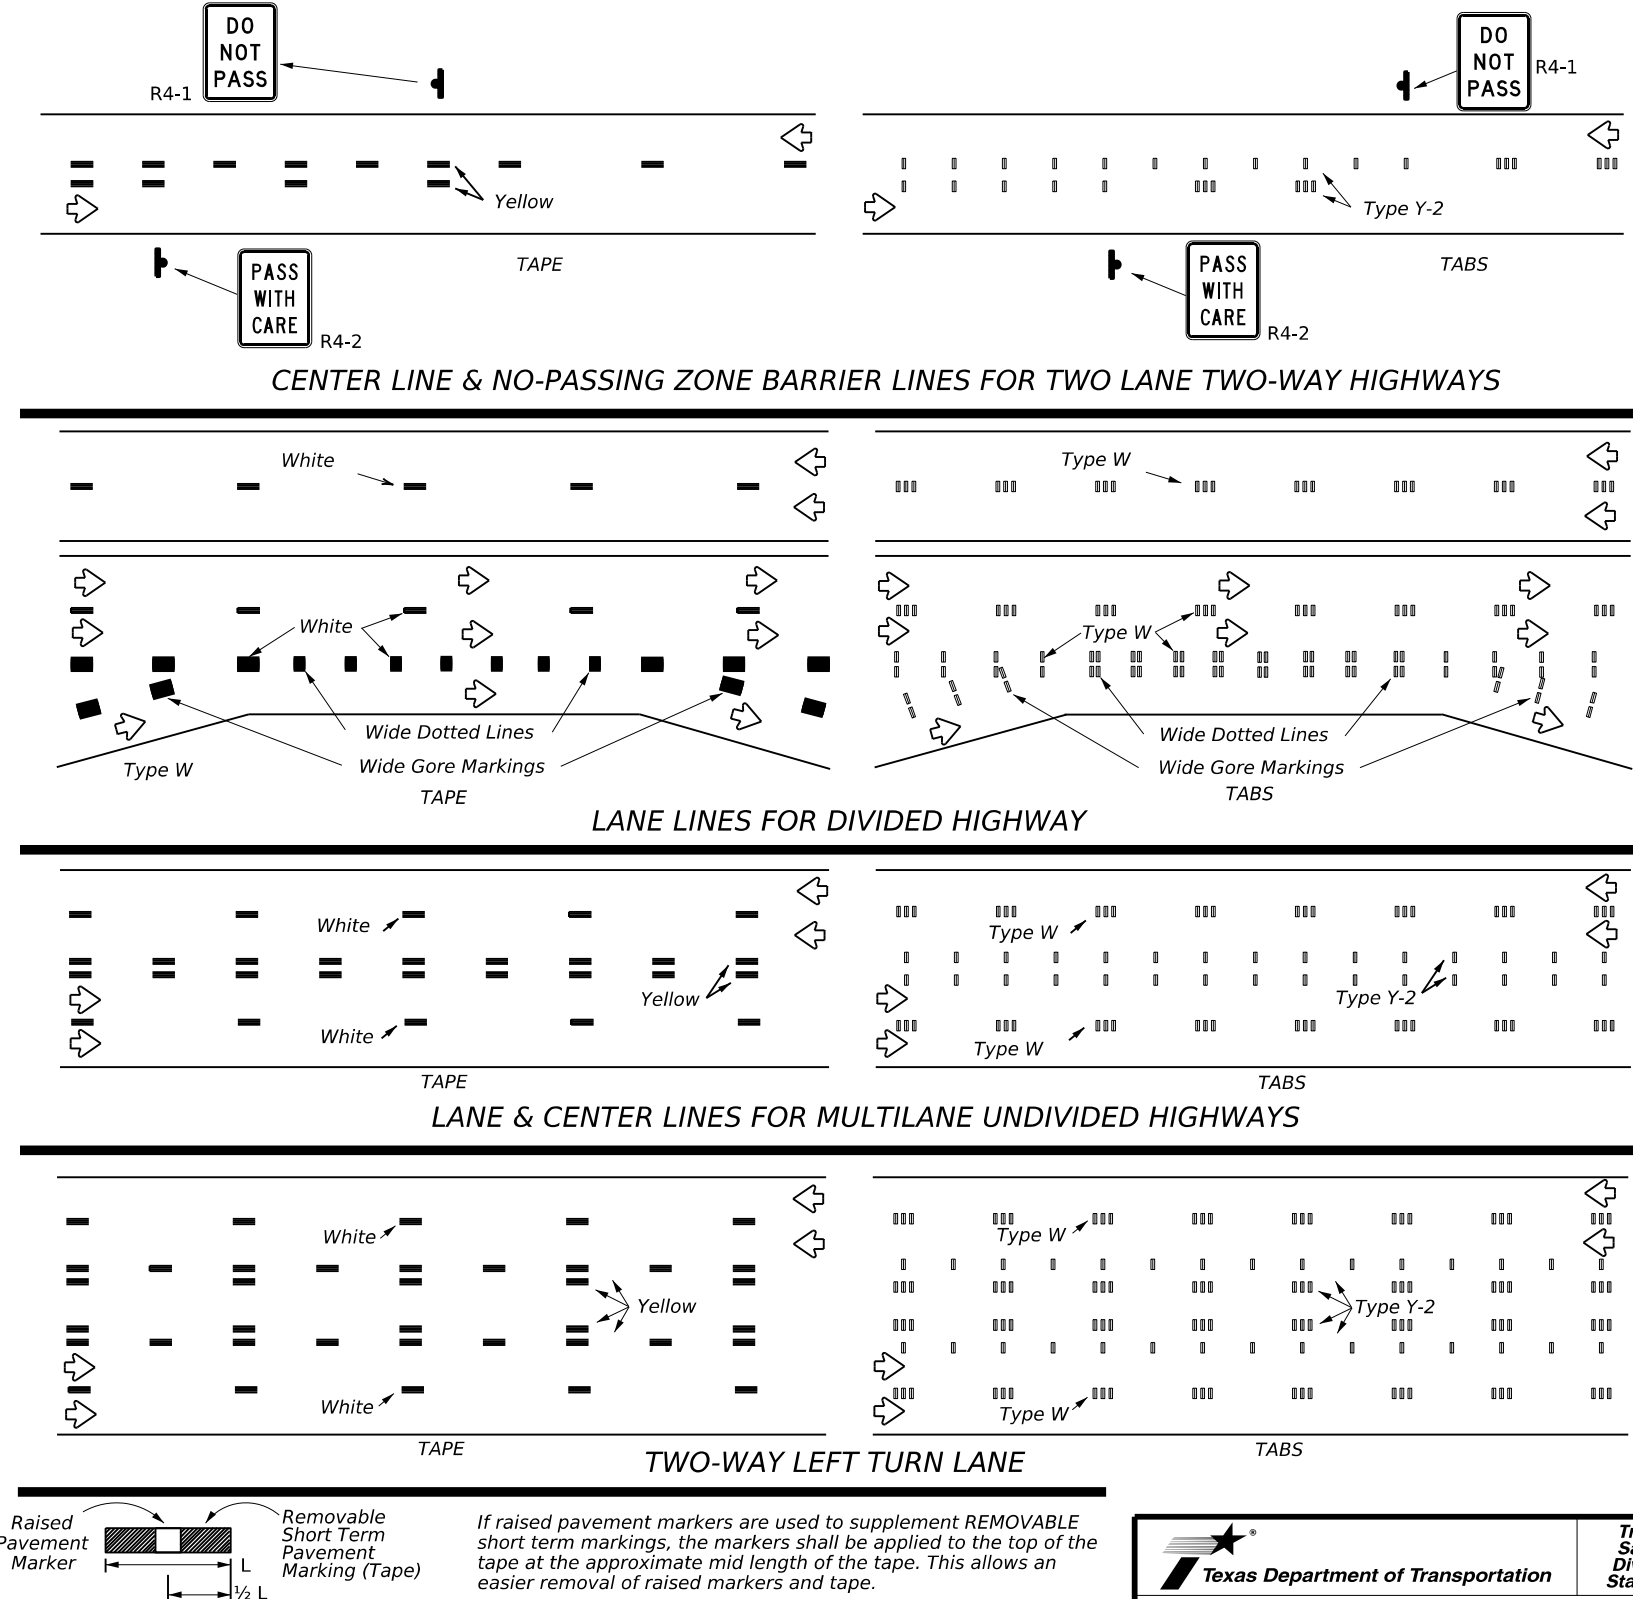 DO
NOT
PASS
R4-1
DO
NOT
PASS
R4-1
Yellow
Type Y-2
TAPE
TABS
PASS
WITH
CARE
R4-2
PASS
WITH
CARE
R4-2
CENTER LINE & NO-PASSING ZONE BARRIER LINES FOR TWO LANE TWO-WAY HIGHWAYS
White
Type W
White
Type W
Wide Dotted Lines
Wide Dotted Lines
Type W
Wide Gore Markings
Wide Gore Markings
TAPE
TABS
LANE LINES FOR DIVIDED HIGHWAY
White
Type W
Yellow
Type Y-2
White
Type W
TAPE
TABS
LANE & CENTER LINES FOR MULTILANE UNDIVIDED HIGHWAYS
White
Type W
Yellow
Type Y-2
White
Type W
TAPE
TABS
TWO-WAY LEFT TURN LANE
Raised
Pavement
Marker
Removable
Short Term
Pavement
Marking (Tape)
L
½ L
If raised pavement markers are used to supplement REMOVABLE
short term markings, the markers shall be applied to the top of the
tape at the approximate mid length of the tape. This allows an
easier removal of raised markers and tape.
®
Texas Department of Transportation